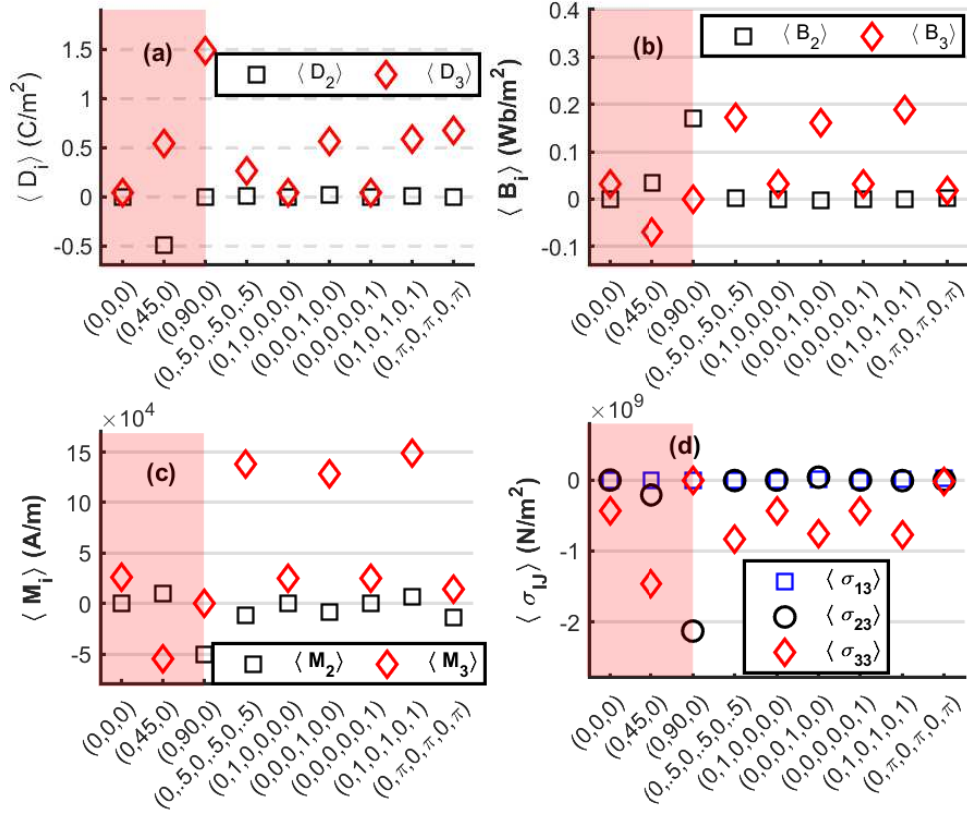 (a)
⟨ D₂⟩ ⟨ D₃⟩
⟨ Dᵢ⟩ (C/m²)
1.5
1
0.5
0
-0.5
(0,0,0)
(0,45,0)
(0,90,0)
(0,.5,0,.5,0,.5)
(0,1,0,0,0,0)
(0,0,0,1,0,0)
(0,0,0,0,0,1)
(0,1,0,1,0,1)
(0,π,0,π,0,π)
(b)
⟨ B₂⟩ ⟨ B₃⟩
⟨ Bᵢ⟩ (Wb/m²)
0.4
0.3
0.2
0.1
0
-0.1
(0,0,0)
(0,45,0)
(0,90,0)
(0,.5,0,.5,0,.5)
(0,1,0,0,0,0)
(0,0,0,1,0,0)
(0,0,0,0,0,1)
(0,1,0,1,0,1)
(0,π,0,π,0,π)
×10⁴
(c)
⟨ Mᵢ⟩ (A/m)
15
10
5
0
-5
⟨ M₂⟩ ⟨ M₃⟩
(0,0,0)
(0,45,0)
(0,90,0)
(0,.5,0,.5,0,.5)
(0,1,0,0,0,0)
(0,0,0,1,0,0)
(0,0,0,0,0,1)
(0,1,0,1,0,1)
(0,π,0,π,0,π)
×10⁹
(d)
⟨ σ_IJ⟩ (N/m²)
0
-1
-2
⟨ σ₁₃⟩
⟨ σ₂₃⟩
⟨ σ₃₃⟩
(0,0,0)
(0,45,0)
(0,90,0)
(0,.5,0,.5,0,.5)
(0,1,0,0,0,0)
(0,0,0,1,0,0)
(0,0,0,0,0,1)
(0,1,0,1,0,1)
(0,π,0,π,0,π)